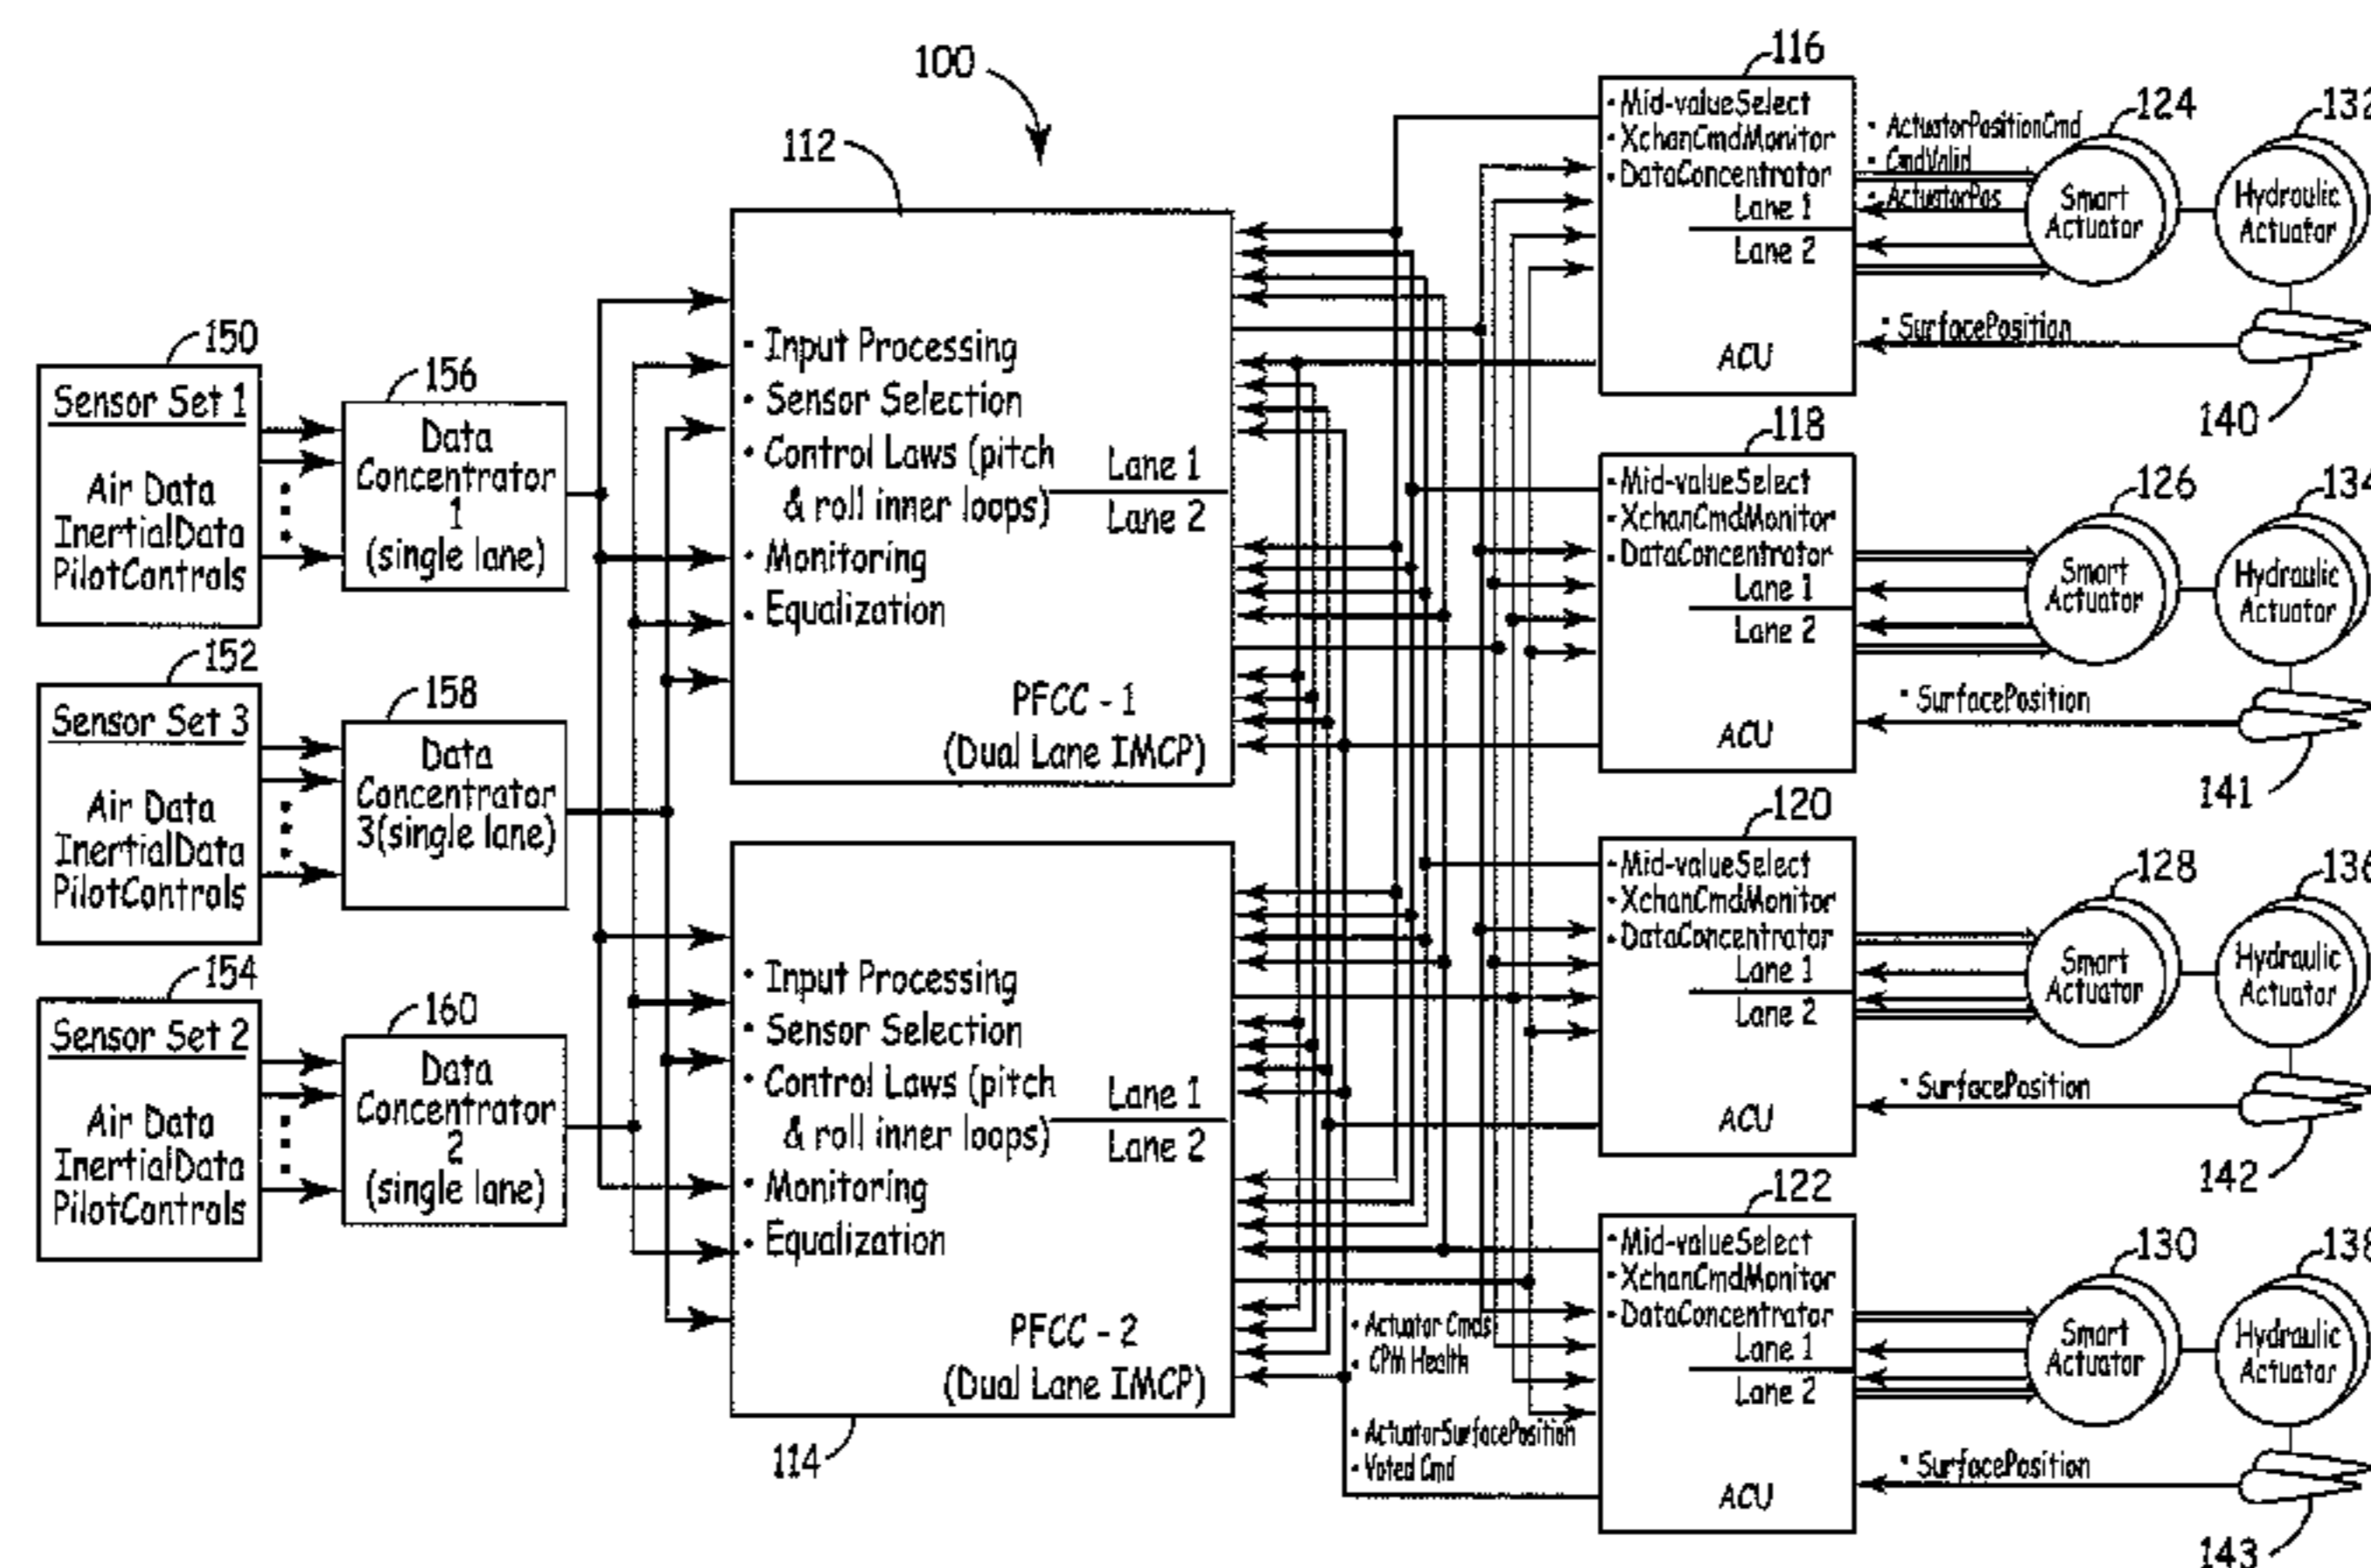 100
112
150
Sensor Set 1
Air Data
InertialData
PilotControls
156
Data
Concentrator
1
(single lane)
152
Sensor Set 3
Air Data
InertialData
PilotControls
158
Data
Concentrator
3(single lane)
154
Sensor Set 2
Air Data
InertialData
PilotControls
160
Data
Concentrator
2
(single lane)
• Input Processing
• Sensor Selection
• Control Laws (pitch
& roll inner loops)
Lane 1
Lane 2
• Monitoring
• Equalization
PFCC - 1
(Dual Lane IMCP)
• Input Processing
• Sensor Selection
• Control Laws (pitch
& roll inner loops)
Lane 1
Lane 2
• Monitoring
• Equalization
PFCC - 2
(Dual Lane IMCP)
114
• Actuator Cmds
• CPM Health
• ActuatorSurfacePosition
• Voted Cmd
116
• Mid-valueSelect
• XchanCmdMonitor
• DataConcentrator
Lane 1
Lane 2
ACU
• ActuatorPositionCmd
• CmdValid
• ActuatorPos
• SurfacePosition
124
Smart
Actuator
132
Hydraulic
Actuator
140
118
• Mid-valueSelect
• XchanCmdMonitor
• DataConcentrator
Lane 1
Lane 2
ACU
• SurfacePosition
126
Smart
Actuator
134
Hydraulic
Actuator
141
120
• Mid-valueSelect
• XchanCmdMonitor
• DataConcentrator
Lane 1
Lane 2
ACU
• SurfacePosition
128
Smart
Actuator
136
Hydraulic
Actuator
142
122
• Mid-valueSelect
• XchanCmdMonitor
• DataConcentrator
Lane 1
Lane 2
ACU
• SurfacePosition
130
Smart
Actuator
138
Hydraulic
Actuator
143